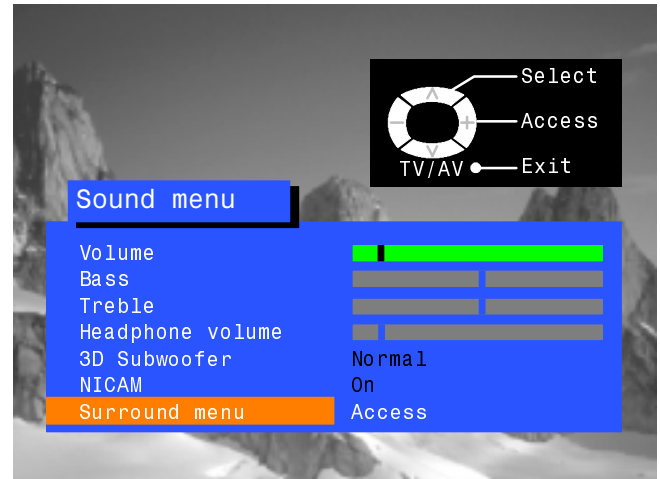 Select
Access
TV/AV Exit
Sound menu
Volume
Bass
Treble
Headphone volume
3D Subwoofer Normal
NICAM On
Surround menu Access